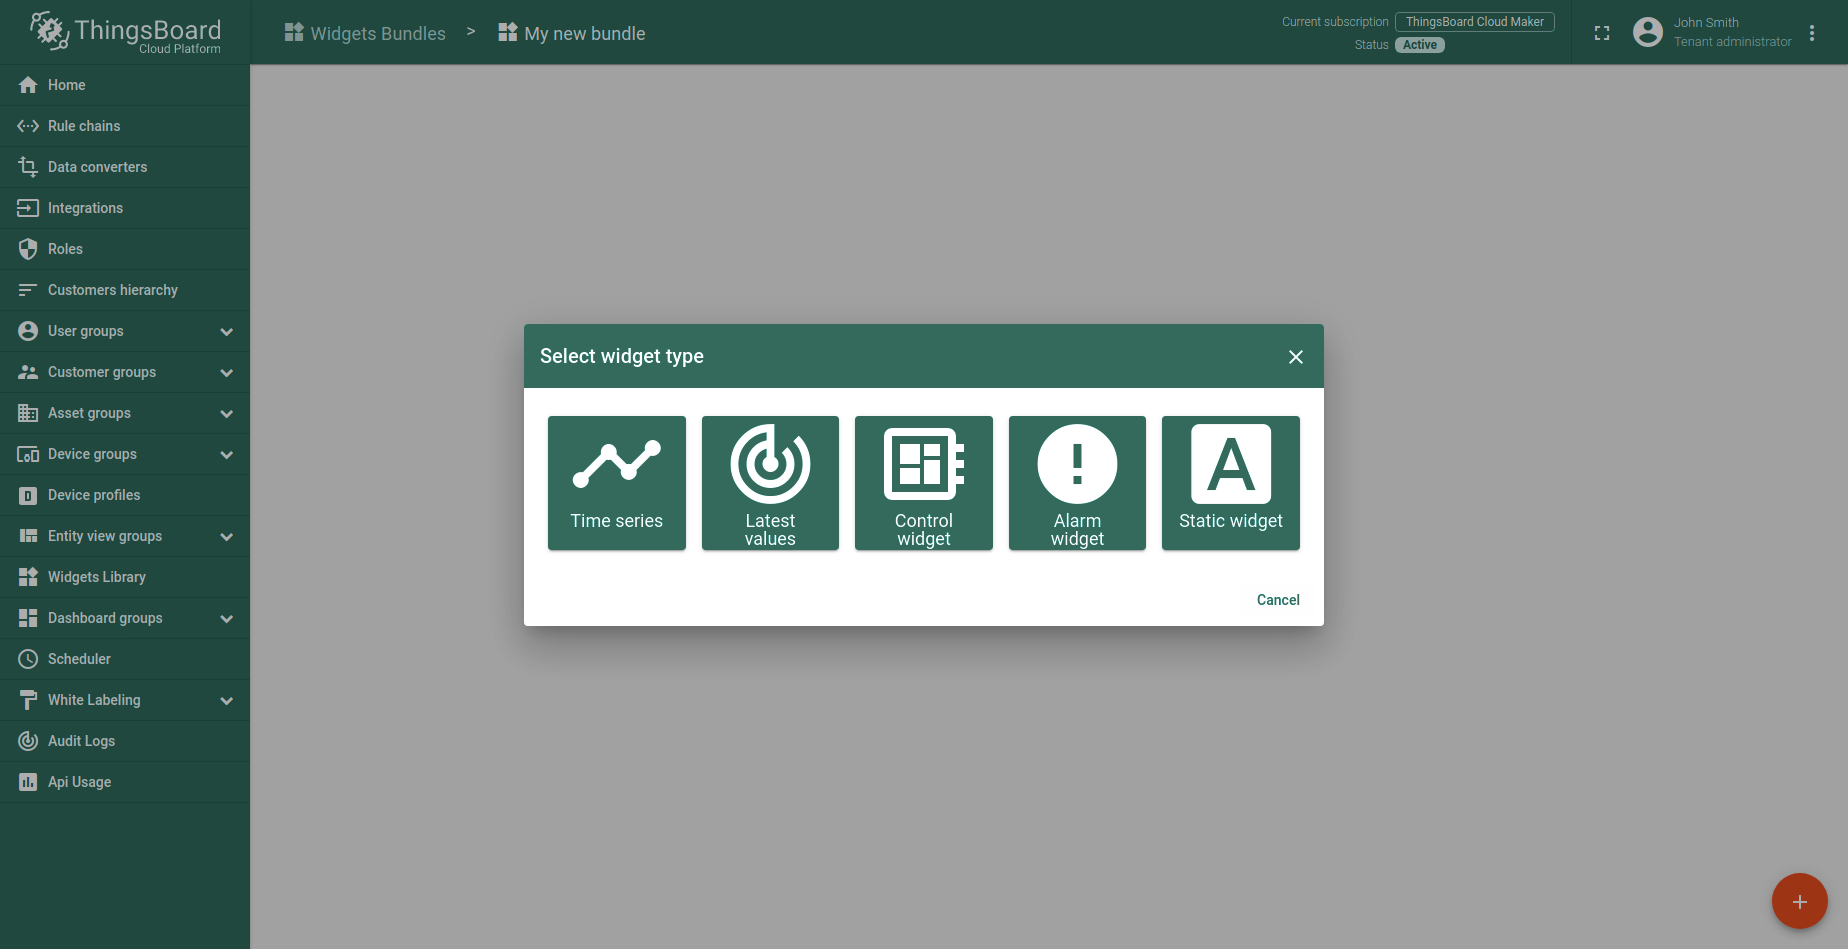 ThingsBoard
Cloud Platform
Widgets Bundles > My new bundle
Current subscription ThingsBoard Cloud Maker
Status Active
John Smith
Tenant administrator
Home
Rule chains
Data converters
Integrations
Roles
Customers hierarchy
User groups
Customer groups
Asset groups
Device groups
Device profiles
Entity view groups
Widgets Library
Dashboard groups
Scheduler
White Labeling
Audit Logs
Api Usage
Select widget type
Time series
Latest
values
Control
widget
Alarm
widget
A
Static widget
Cancel